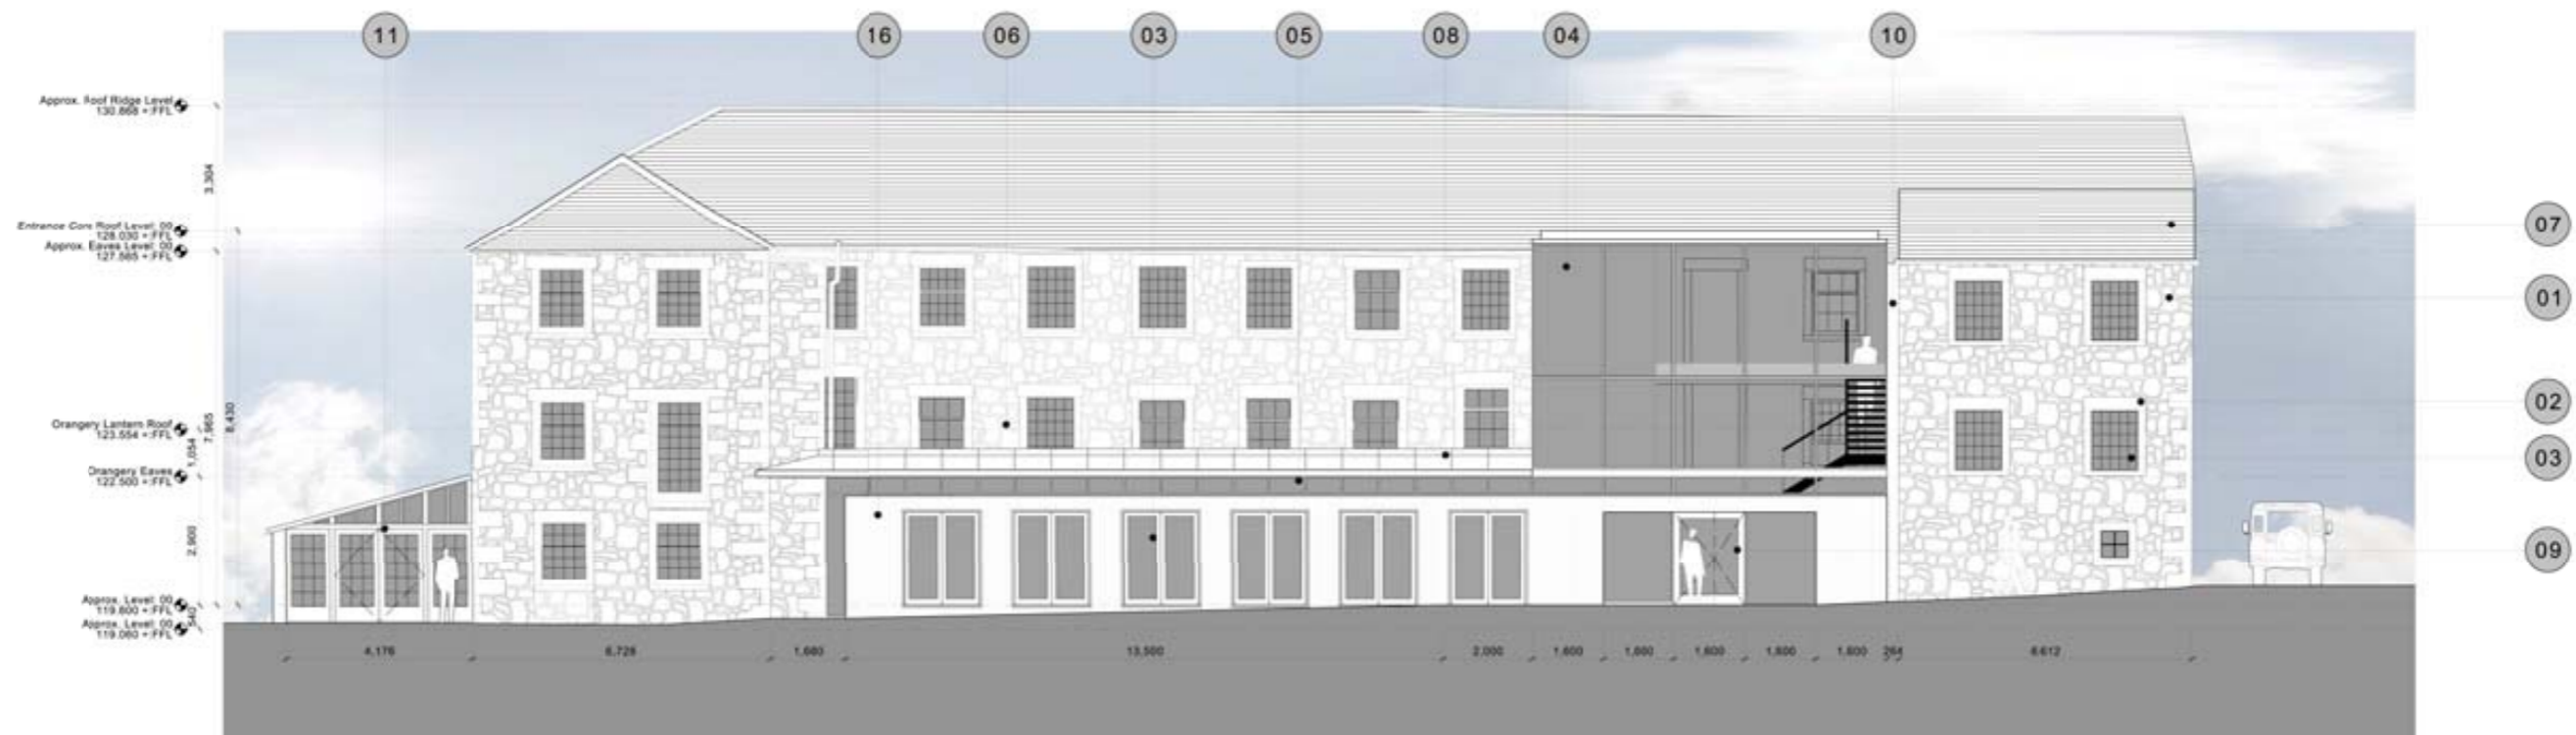 11 16 06 03 05 08 04 10
Approx. Roof Ridge Level
130.868 +:FFL
3,304
Entrance Core Roof Level: 00
128.030 +:FFL
Approx. Eaves Level: 00
127.565 +:FFL
07
01
02
03
09
8,430
7,965
Orangery Lantern Roof
123.554 +:FFL
1,054
Orangery Eaves
122.500 +:FFL
2,900
Approx. Level: 00
119.600 +:FFL
540
Approx. Level: 00
119.060 +:FFL
4,176 6,728 1,680 13,500 2,000 1,600 1,600 1,600 1,600 1,600 264 6612